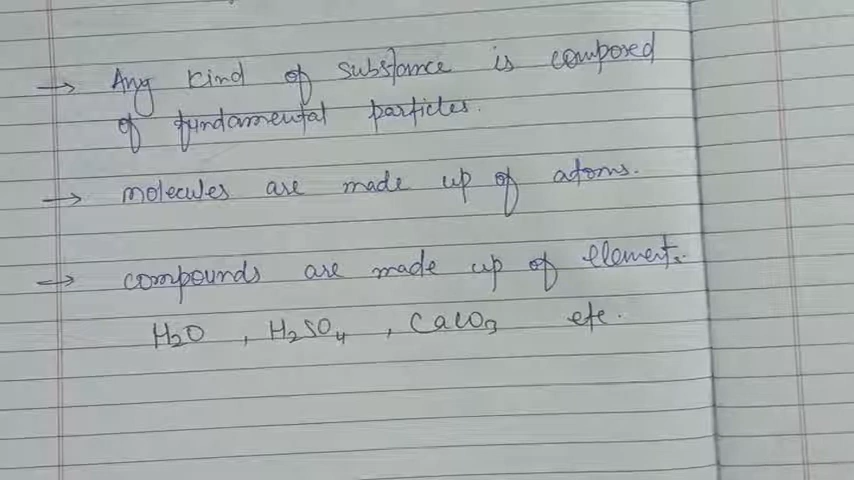 → Any kind of substance is composed
of fundamental particles.
→ molecules are made up of atoms.
→ compounds are made up of elements.
H₂O , H₂SO₄ , CaCO₃ etc.